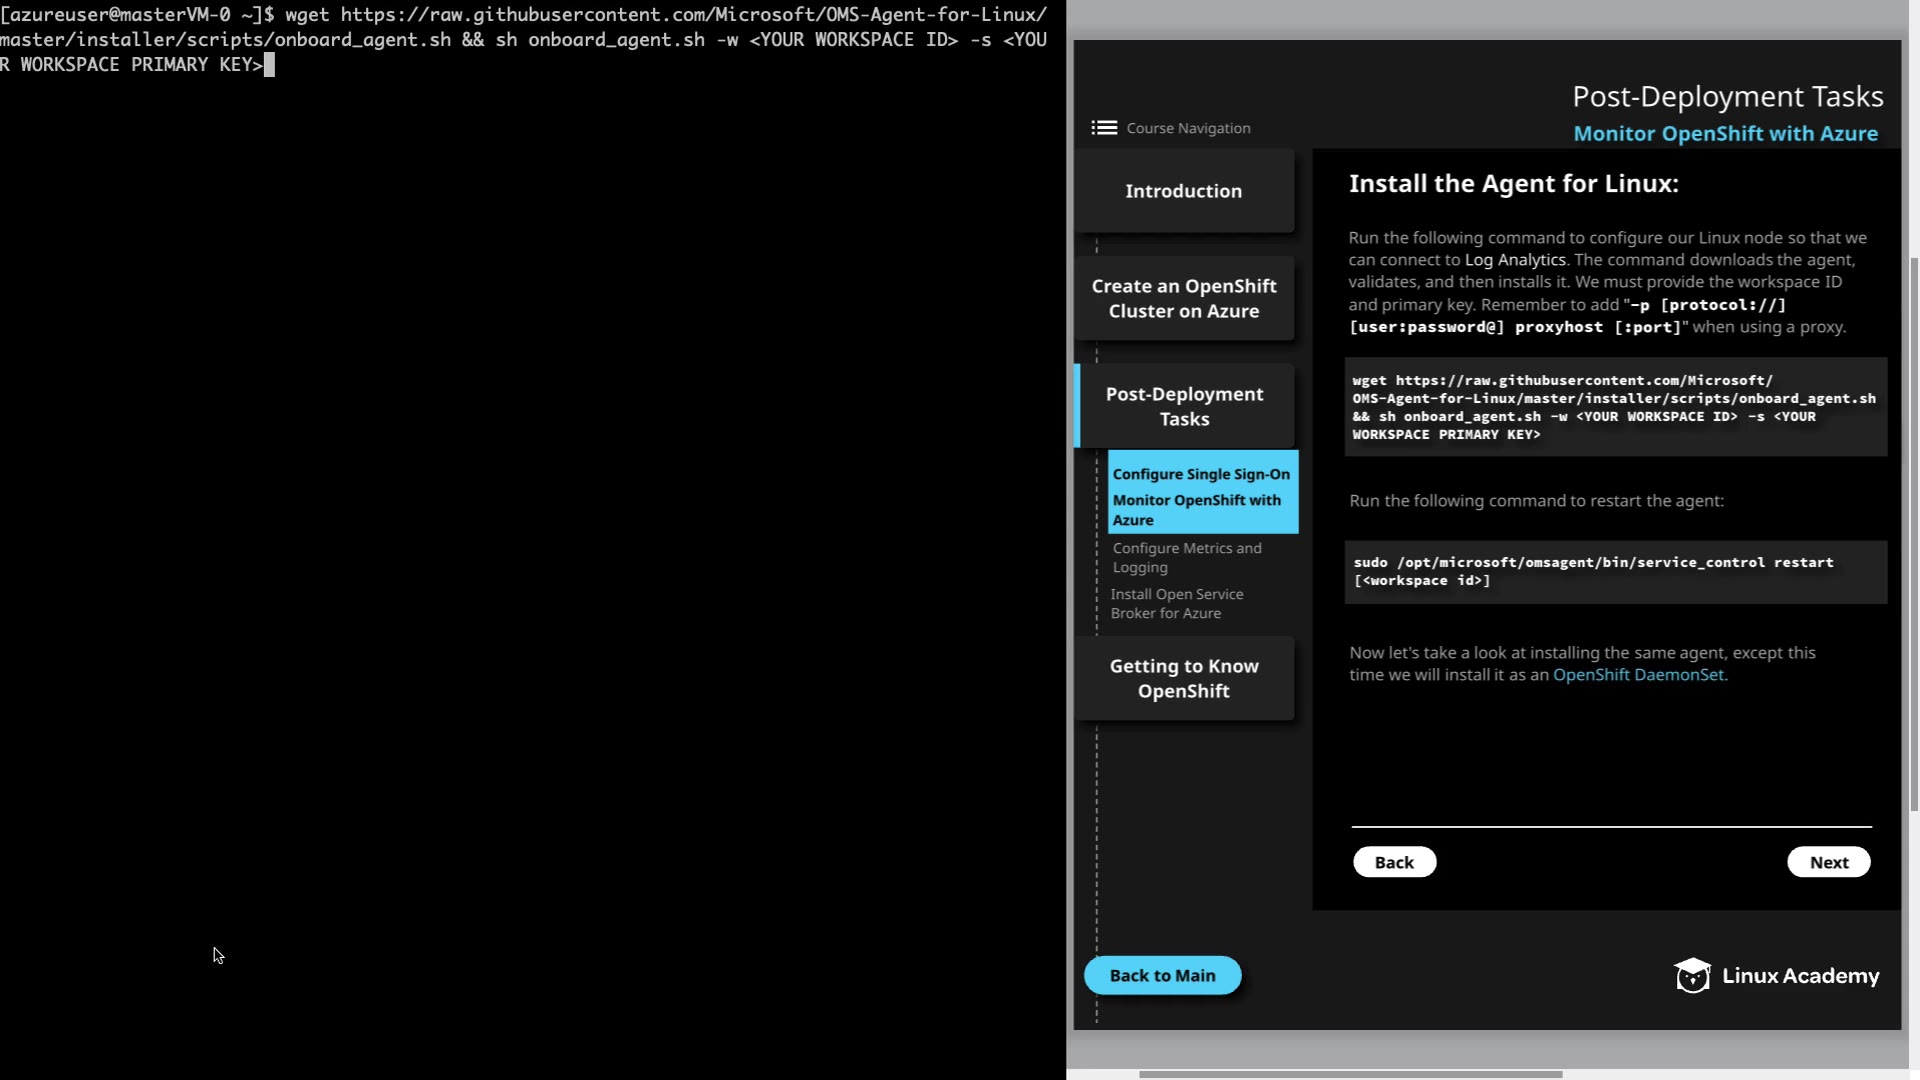 [azureuser@masterVM-0 ~]$ wget https://raw.githubusercontent.com/Microsoft/OMS-Agent-for-Linux/
master/installer/scripts/onboard_agent.sh && sh onboard_agent.sh -w <YOUR WORKSPACE ID> -s <YOU
R WORKSPACE PRIMARY KEY>
Post-Deployment Tasks
Monitor OpenShift with Azure
Course Navigation
Introduction
Create an OpenShift
Cluster on Azure
Post-Deployment
Tasks
Configure Single Sign-On
Monitor OpenShift with
Azure
Configure Metrics and
Logging
Install Open Service
Broker for Azure
Getting to Know
OpenShift
Back to Main
Install the Agent for Linux:
Run the following command to configure our Linux node so that we
can connect to Log Analytics. The command downloads the agent,
validates, and then installs it. We must provide the workspace ID
and primary key. Remember to add "-p [protocol://]
[user:password@] proxyhost [:port]" when using a proxy.
wget https://raw.githubusercontent.com/Microsoft/
OMS-Agent-for-Linux/master/installer/scripts/onboard_agent.sh
&& sh onboard_agent.sh -w <YOUR WORKSPACE ID> -s <YOUR
WORKSPACE PRIMARY KEY>
Run the following command to restart the agent:
sudo /opt/microsoft/omsagent/bin/service_control restart
[<workspace id>]
Now let's take a look at installing the same agent, except this
time we will install it as an OpenShift DaemonSet.
Back
Next
Linux Academy